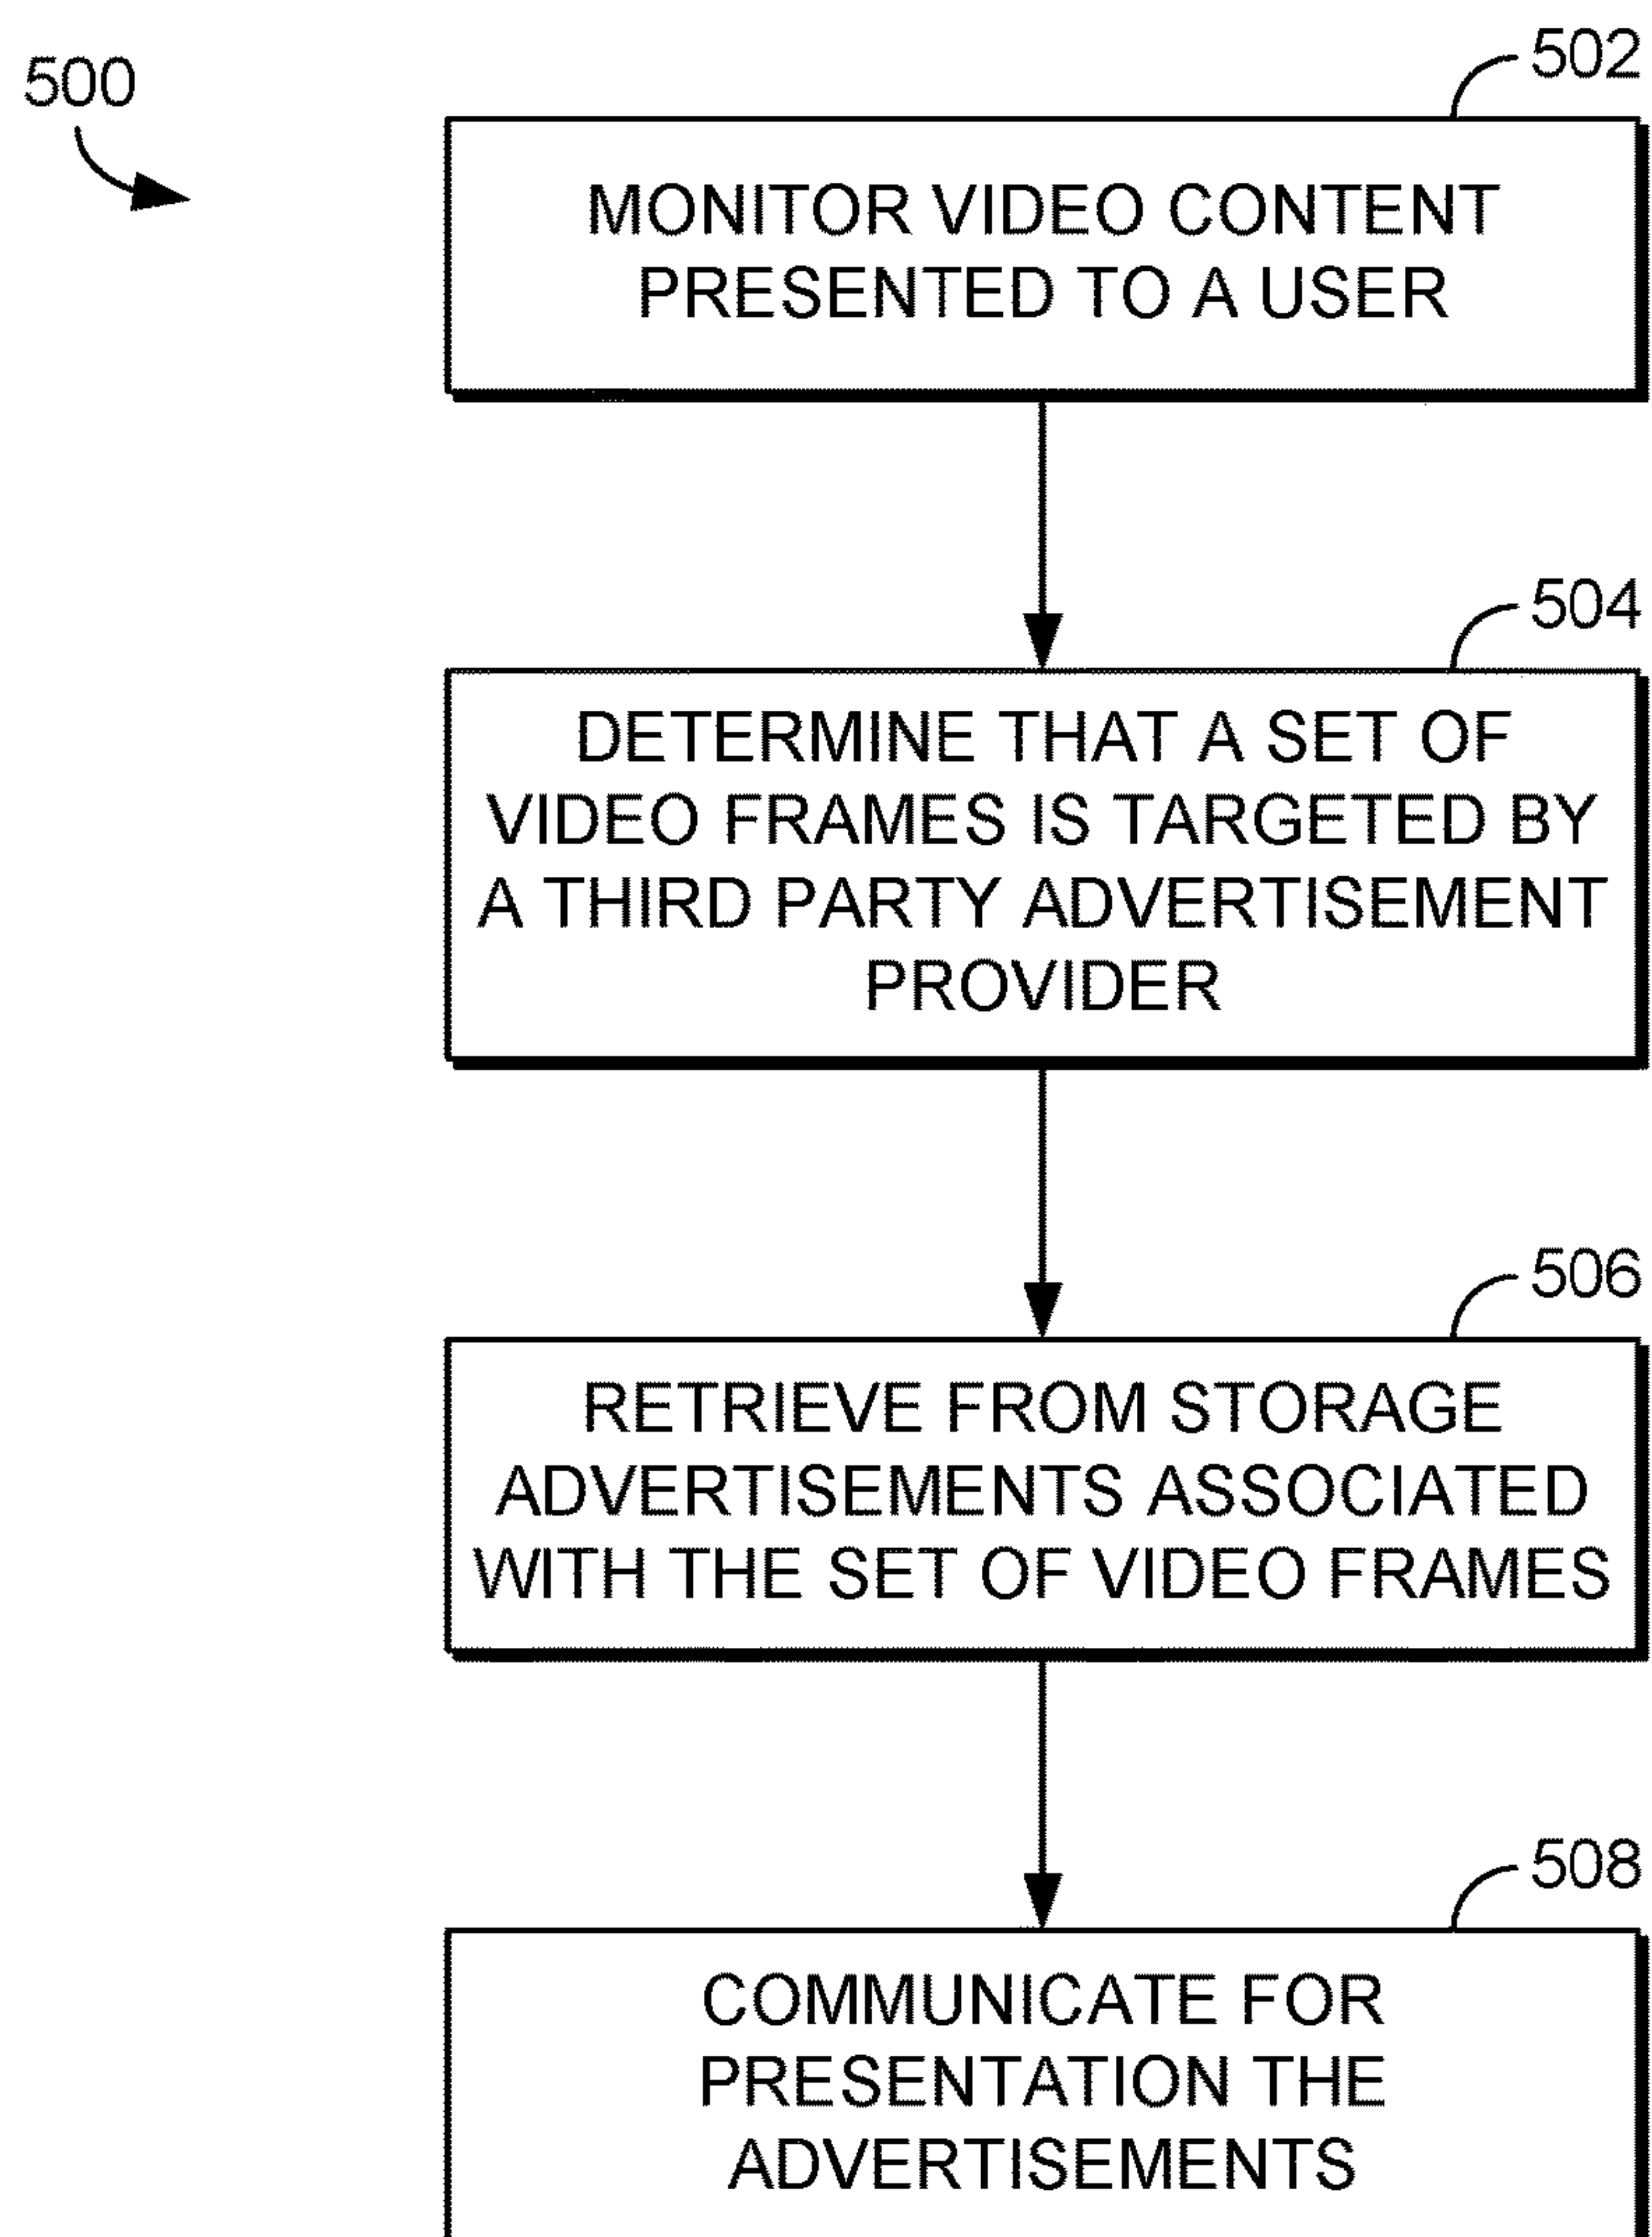 500
502
MONITOR VIDEO CONTENT
PRESENTED TO A USER
504
DETERMINE THAT A SET OF
VIDEO FRAMES IS TARGETED BY
A THIRD PARTY ADVERTISEMENT
PROVIDER
506
RETRIEVE FROM STORAGE
ADVERTISEMENTS ASSOCIATED
WITH THE SET OF VIDEO FRAMES
508
COMMUNICATE FOR
PRESENTATION THE
ADVERTISEMENTS